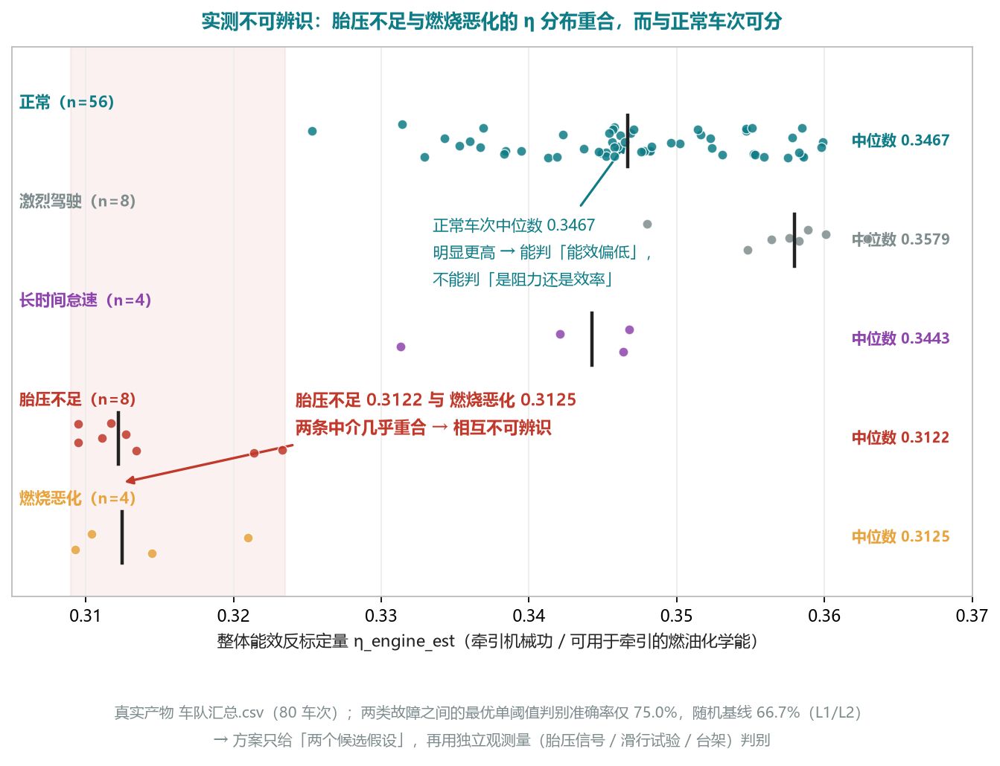 实测不可辨识：胎压不足与燃烧恶化的 η 分布重合，而与正常车次可分
正常（n=56）
中位数 0.3467
激烈驾驶（n=8）
正常车次中位数 0.3467
明显更高 → 能判「能效偏低」，
不能判「是阻力还是效率」
中位数 0.3579
长时间怠速（n=4）
中位数 0.3443
胎压不足（n=8）
胎压不足 0.3122 与 燃烧恶化 0.3125
两条中介几乎重合 → 相互不可辨识
中位数 0.3122
燃烧恶化（n=4）
中位数 0.3125
0.31 0.32 0.33 0.34 0.35 0.36 0.37
整体能效反标定量 η_engine_est（牵引机械功 / 可用于牵引的燃油化学能）
真实产物 车队汇总.csv（80 车次）；两类故障之间的最优单阈值判别准确率仅 75.0%，随机基线 66.7%（L1/L2）
→ 方案只给「两个候选假设」，再用独立观测量（胎压信号 / 滑行试验 / 台架）判别